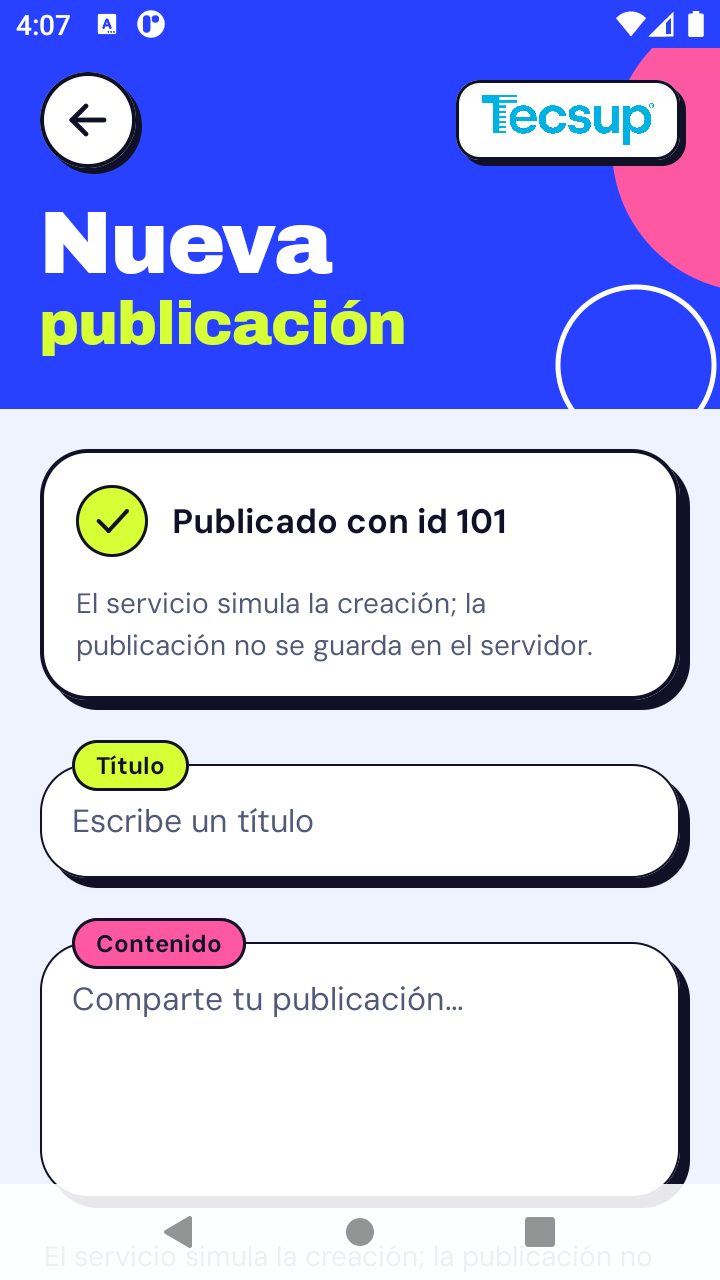 4:07
Tecsup
Nueva
publicación
Publicado con id 101
El servicio simula la creación; la
publicación no se guarda en el servidor.
Título
Escribe un título
Contenido
Comparte tu publicación...
El servicio simula la creación; la publicación no